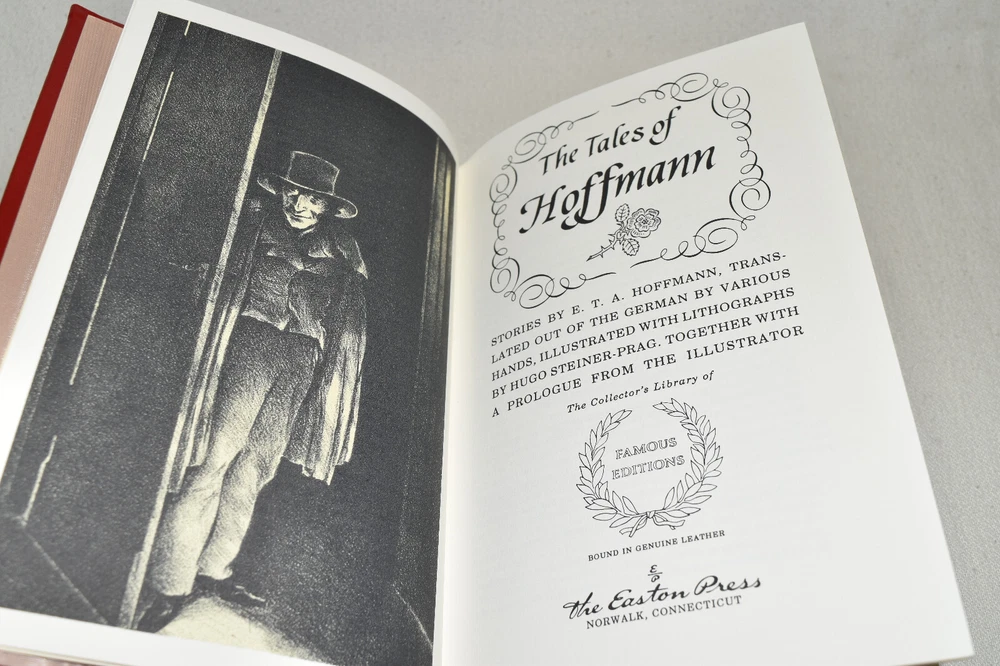 The Tales of
Hoffmann
STORIES BY E. T. A. HOFFMANN, TRANS-
LATED OUT OF THE GERMAN BY VARIOUS
HANDS, ILLUSTRATED WITH LITHOGRAPHS
BY HUGO STEINER-PRAG. TOGETHER WITH
A PROLOGUE FROM THE ILLUSTRATOR
The Collector's Library of
FAMOUS
EDITIONS
BOUND IN GENUINE LEATHER
the Easton Press
NORWALK, CONNECTICUT